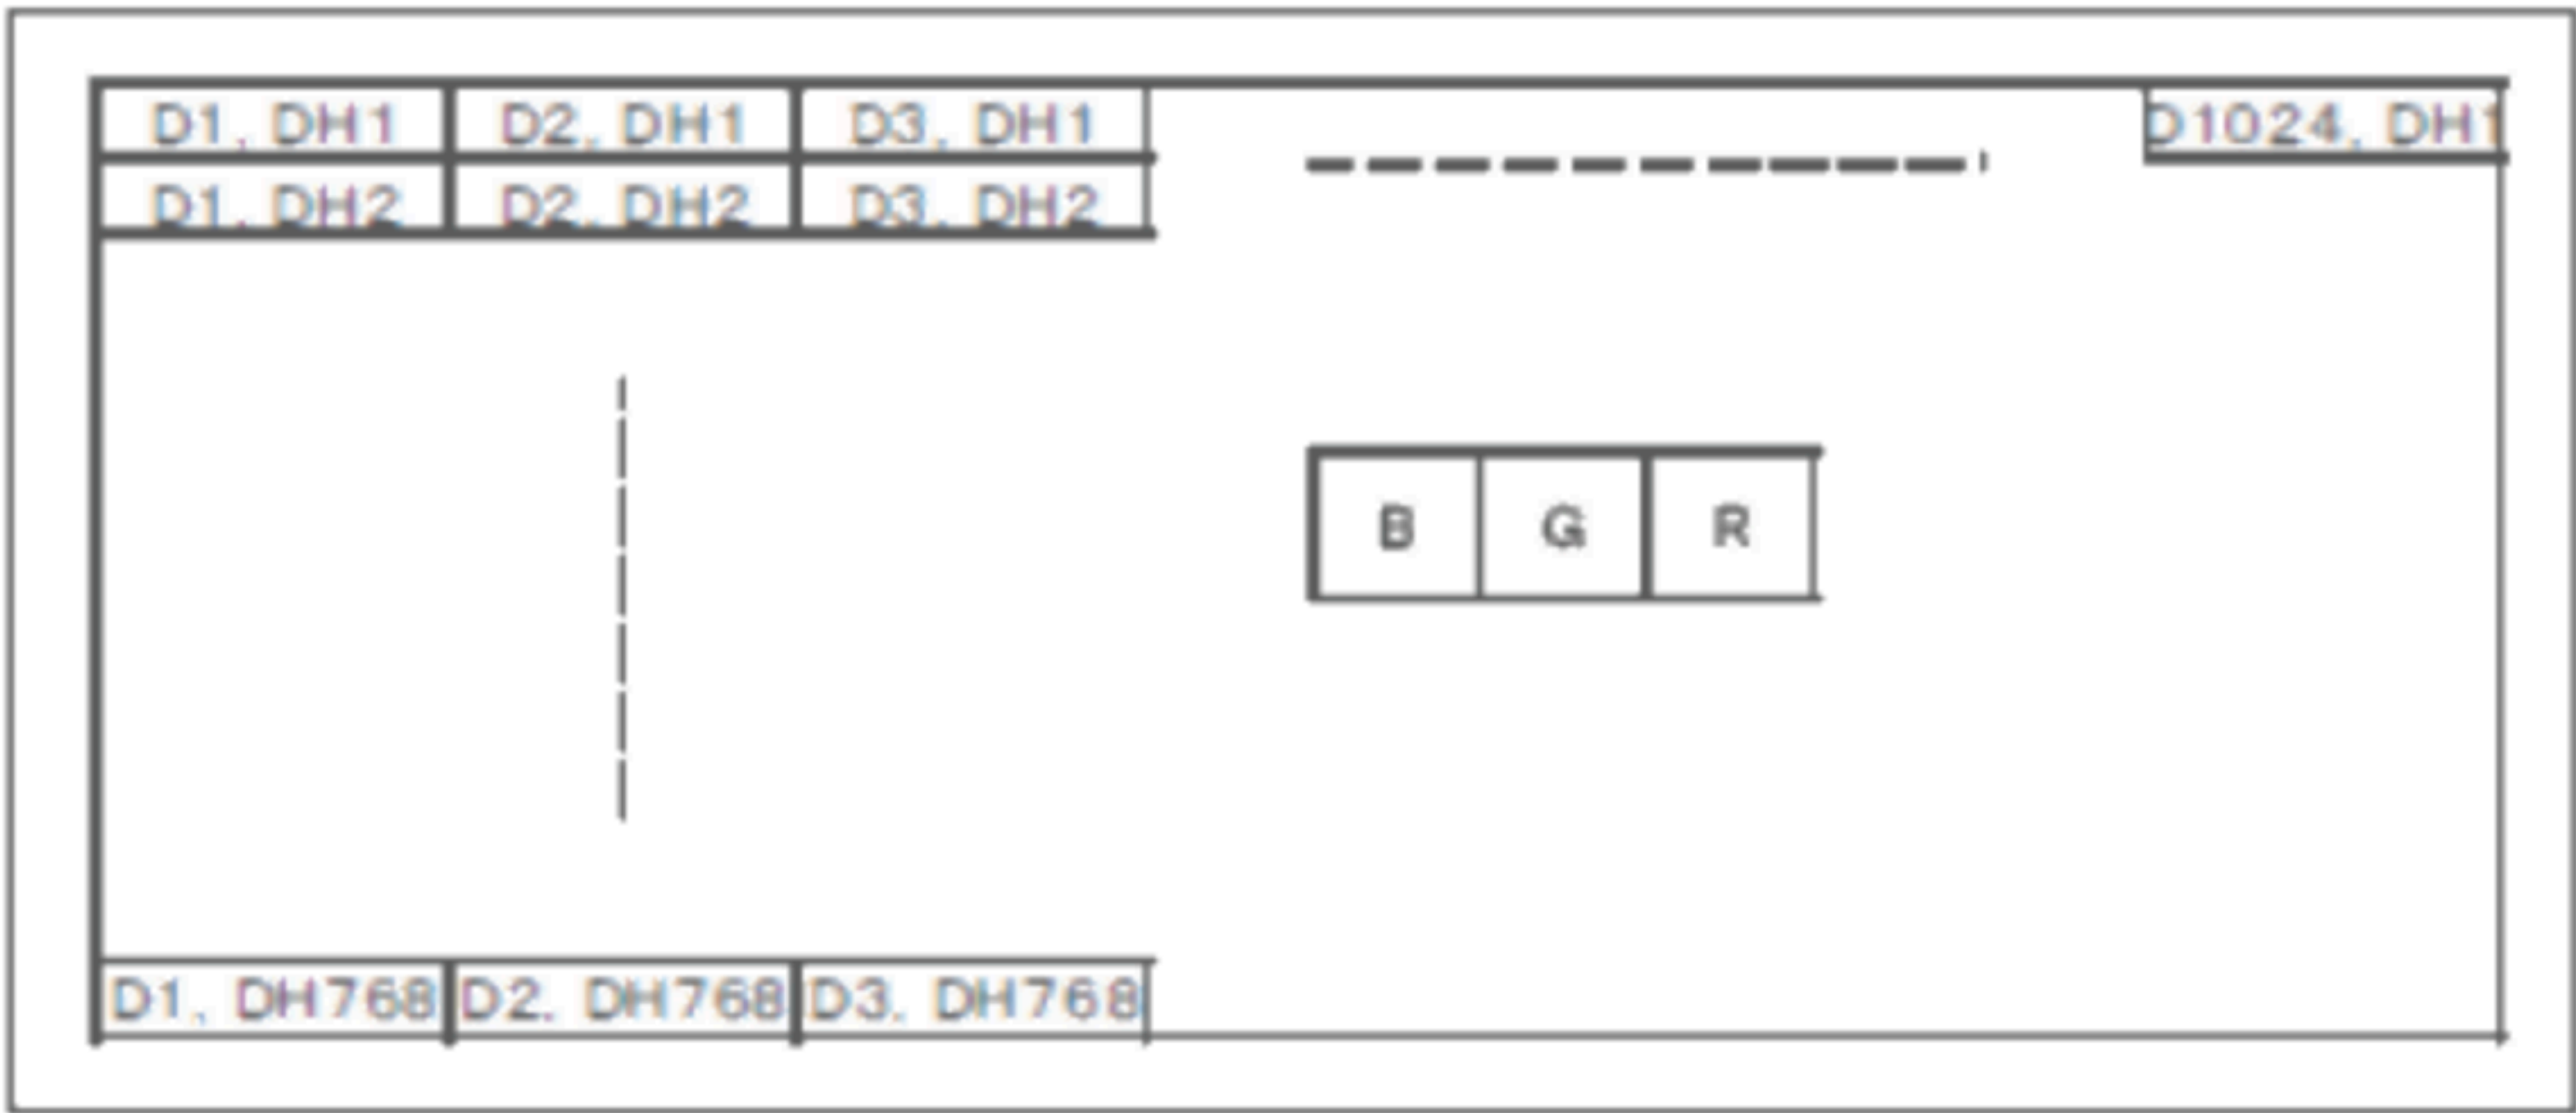 D1, DH1 D2, DH1 D3, DH1 D1024, DH1
D1, DH2 D2, DH2 D3, DH2
B G R
D1, DH768 D2, DH768 D3, DH768